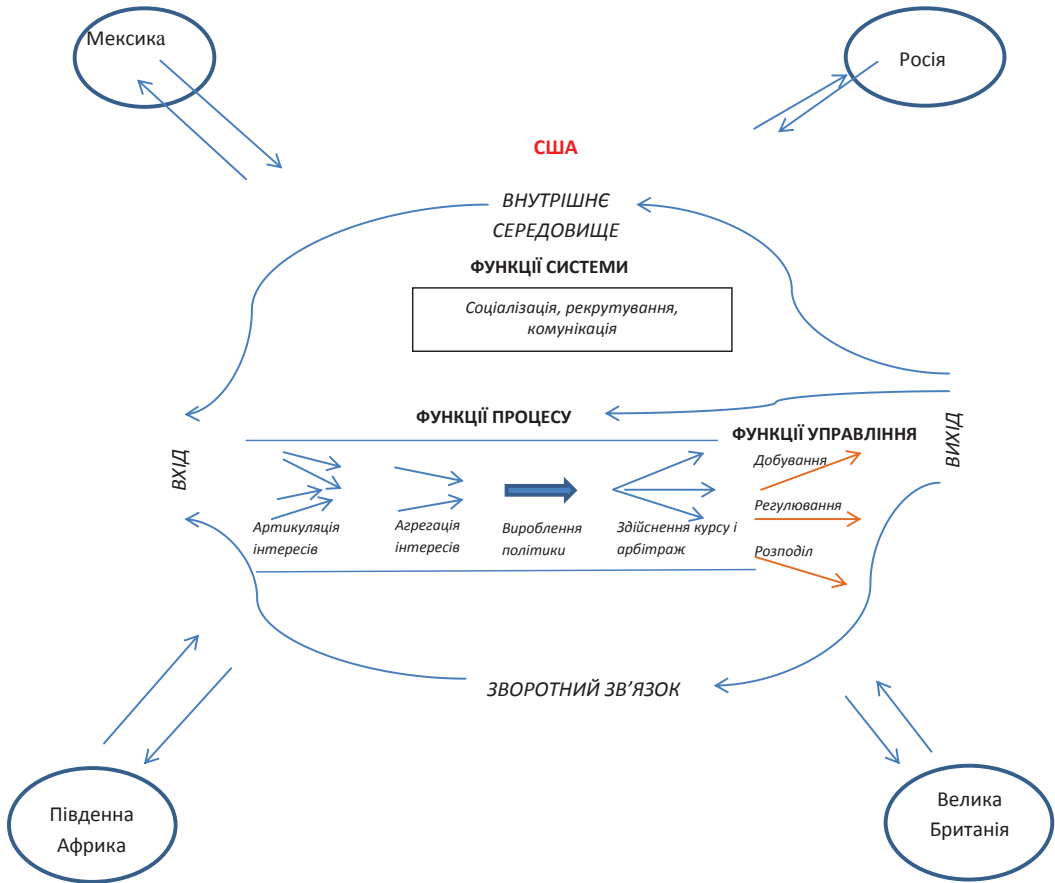 Мексика
Росія
США
ВНУТРІШНЄ
СЕРЕДОВИЩЕ
ФУНКЦІЇ СИСТЕМИ
Соціалізація, рекрутування,
комунікація
ФУНКЦІЇ ПРОЦЕСУ
ФУНКЦІЇ УПРАВЛІННЯ
ВХІД
ВИХІД
Добування
Регулювання
Розподіл
Артикуляція
інтересів
Агрегація
інтересів
Вироблення
політики
Здійснення курсу і
арбітраж
ЗВОРОТНИЙ ЗВ’ЯЗОК
Південна
Африка
Велика
Британія